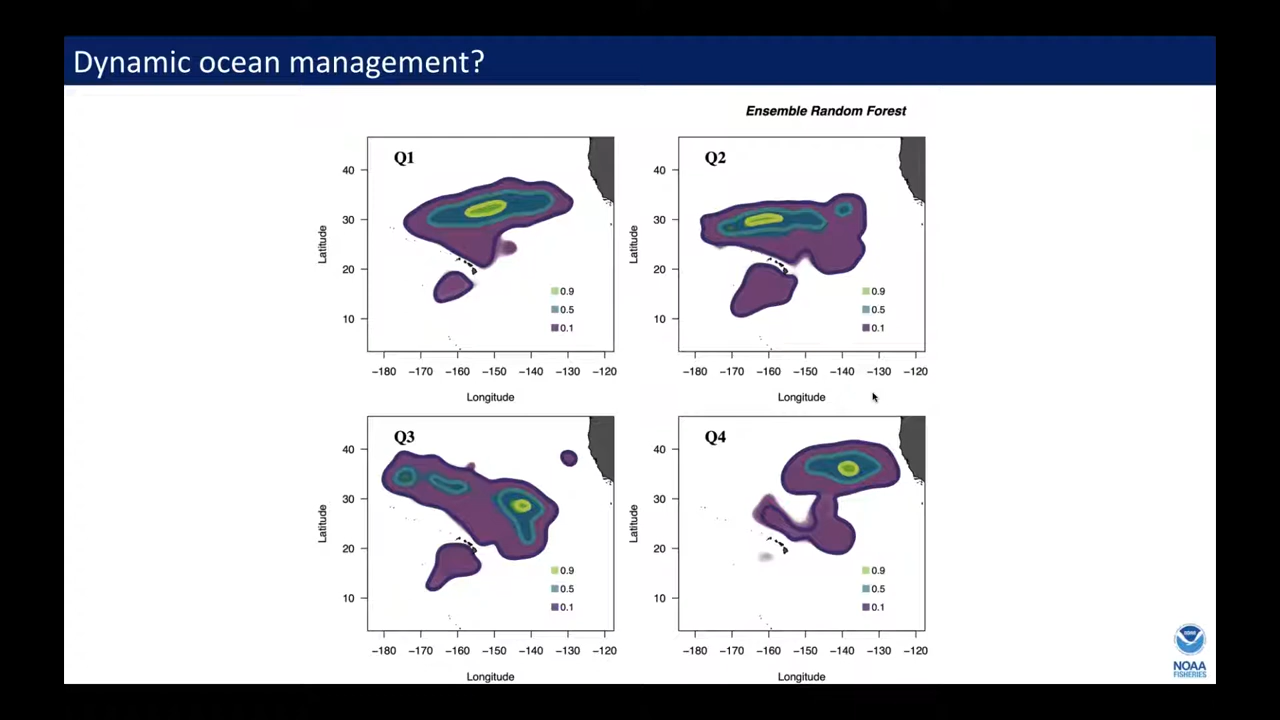 Dynamic ocean management?
Ensemble Random Forest
Q1
40
30
20
10
Latitude
0.9
0.5
0.1
−180 −170 −160 −150 −140 −130 −120
Longitude
Q2
40
30
20
10
Latitude
0.9
0.5
0.1
−180 −170 −160 −150 −140 −130 −120
Longitude
Q3
40
30
20
10
Latitude
0.9
0.5
0.1
−180 −170 −160 −150 −140 −130 −120
Longitude
Q4
40
30
20
10
Latitude
0.9
0.5
0.1
−180 −170 −160 −150 −140 −130 −120
Longitude
NOAA
FISHERIES